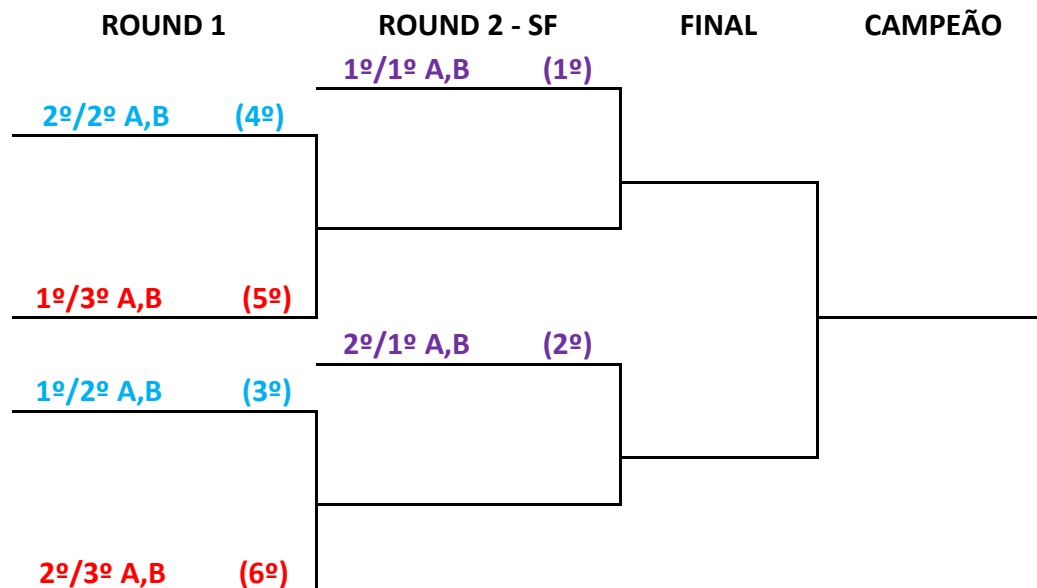 ROUND 1 ROUND 2 - SF FINAL CAMPEÃO
1º/1º A,B (1º)
2º/2º A,B (4º)
1º/3º A,B (5º)
2º/1º A,B (2º)
1º/2º A,B (3º)
2º/3º A,B (6º)